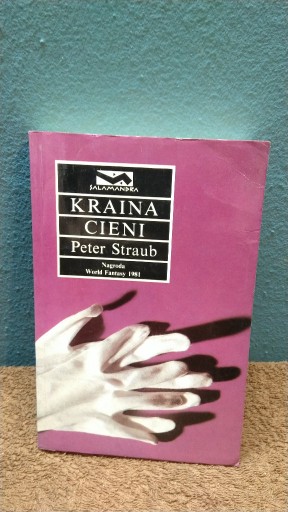 SALAMANDRA
KRAINA
CIENI
Peter Straub
Nagroda
World Fantasy 1981